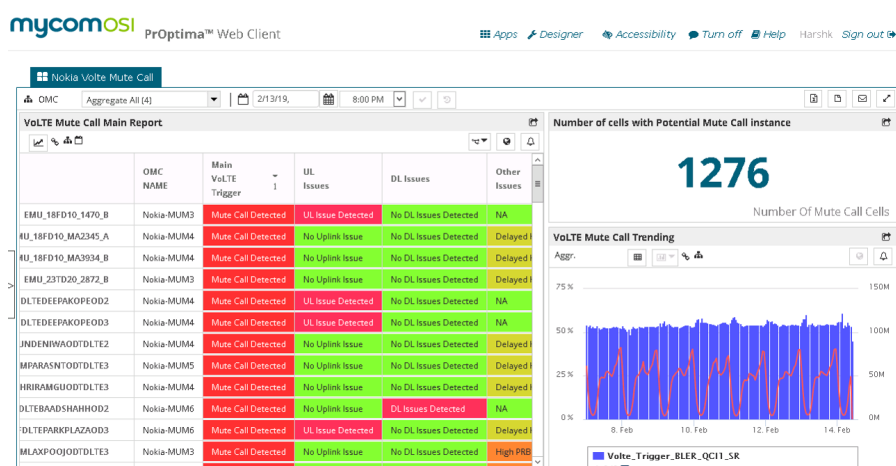 mycomosi PrOptima™ Web Client
Apps Designer Accessibility Turn off Help Harshk Sign out
Nokia Volte Mute Call
OMC Aggregate All [4] 2/13/19, 8:00 PM
VoLTE Mute Call Main Report
OMC NAME Main VoLTE Trigger 1 UL Issues DL Issues Other Issues
EMU_18FD10_1470_B Nokia-MUM3 Mute Call Detected UL Issue Detected No DL Issues Detected NA
IU_18FD10_MA2345_A Nokia-MUM4 Mute Call Detected No Uplink Issue No DL Issues Detected Delayed
IU_18FD10_MA3934_B Nokia-MUM4 Mute Call Detected No Uplink Issue No DL Issues Detected Delayed
EMU_23TD20_2872_B Nokia-MUM3 Mute Call Detected No Uplink Issue No DL Issues Detected Delayed
DLTEDEEPAKOPEOD2 Nokia-MUM4 Mute Call Detected UL Issue Detected No DL Issues Detected NA
DLTEDEEPAKOPEOD3 Nokia-MUM4 Mute Call Detected UL Issue Detected No DL Issues Detected NA
UNDENIWAODTDLTE2 Nokia-MUM4 Mute Call Detected No Uplink Issue No DL Issues Detected Delayed
MPARASNTODTDLTE3 Nokia-MUM5 Mute Call Detected No Uplink Issue No DL Issues Detected Delayed
HRIRAMGUODTDLTE3 Nokia-MUM4 Mute Call Detected No Uplink Issue No DL Issues Detected Delayed
DLTEBAADSHAHHOD2 Nokia-MUM6 Mute Call Detected No Uplink Issue DL Issues Detected NA
DLTEPARKPLAZAOD3 Nokia-MUM6 Mute Call Detected UL Issue Detected No DL Issues Detected Delayed
MLAXPOOJODTDLTE3 Nokia-MUM3 Mute Call Detected No Uplink Issue No DL Issues Detected High PRB
Number of cells with Potential Mute Call instance
1276
Number Of Mute Call Cells
VoLTE Mute Call Trending
Aggr.
75 % 150M
50 % 100M
25 % 50M
0 % 0M
8. Feb 10. Feb 12. Feb 14. Feb
Volte_Trigger_BLER_QCI1_SR